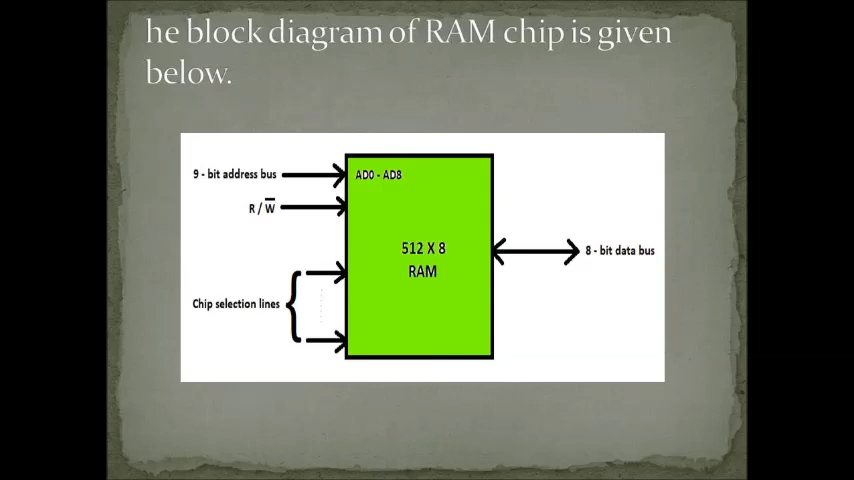 he block diagram of RAM chip is given
below.
9 - bit address bus
AD0 - AD8
R / W̅
512 X 8
RAM
8 - bit data bus
Chip selection lines